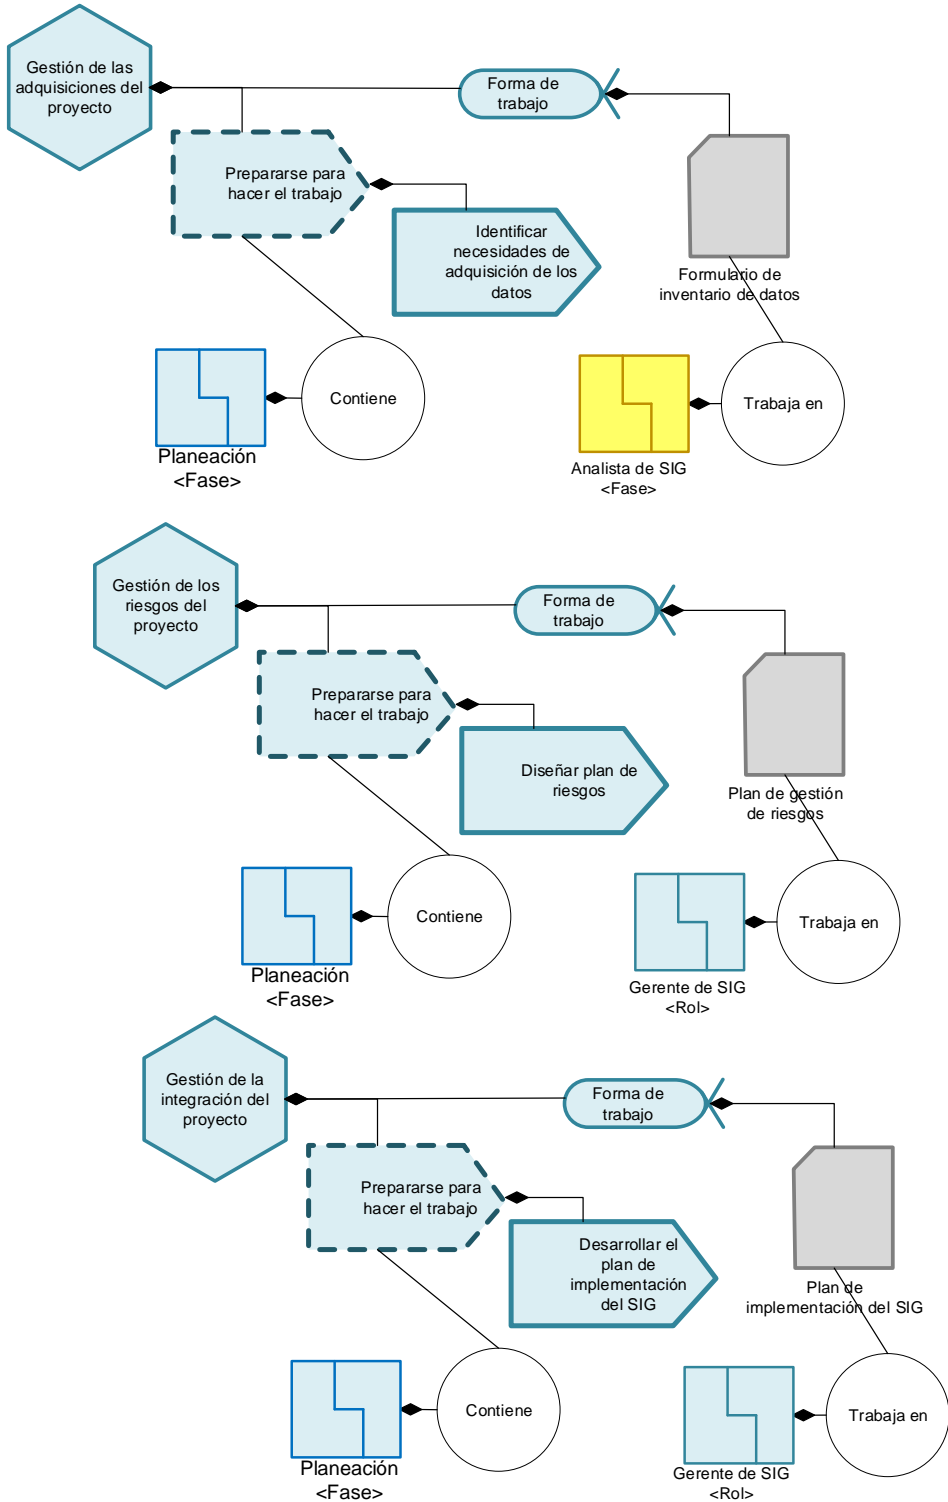 Gestión de las
adquisiciones del
proyecto
Forma de
trabajo
Prepararse para
hacer el trabajo
Identificar
necesidades de
adquisición de los
datos
Formulario de
inventario de datos
Contiene
Trabaja en
Planeación
<Fase>
Analista de SIG
<Fase>
Gestión de los
riesgos del
proyecto
Forma de
trabajo
Prepararse para
hacer el trabajo
Diseñar plan de
riesgos
Plan de gestión
de riesgos
Contiene
Trabaja en
Planeación
<Fase>
Gerente de SIG
<Rol>
Gestión de la
integración del
proyecto
Forma de
trabajo
Prepararse para
hacer el trabajo
Desarrollar el
plan de
implementación
del SIG
Plan de
implementación del SIG
Contiene
Trabaja en
Planeación
<Fase>
Gerente de SIG
<Rol>